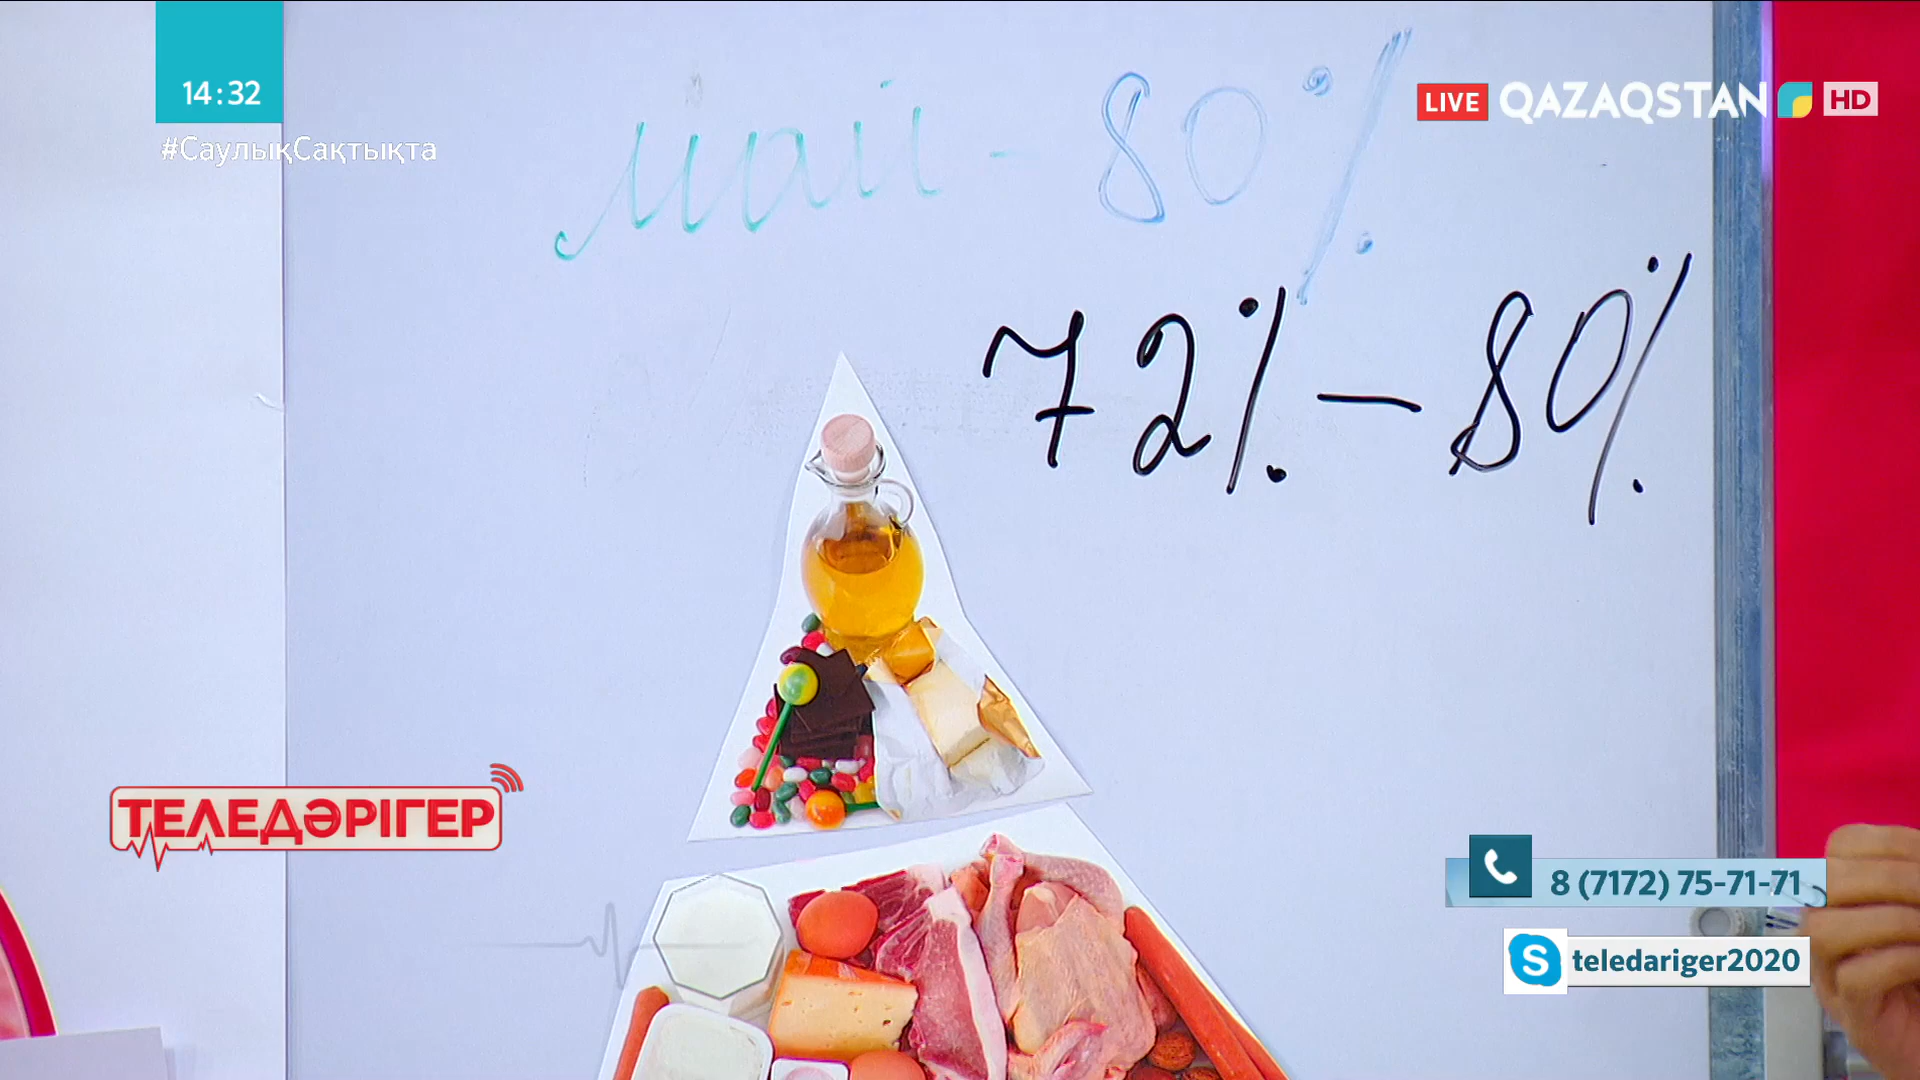 14:32
#СаулықСақтықта
LIVE QAZAQSTAN HD
май - 80%
72% - 80%
ТЕЛЕДӘРІГЕР
8 (7172) 75-71-71
teledariger2020